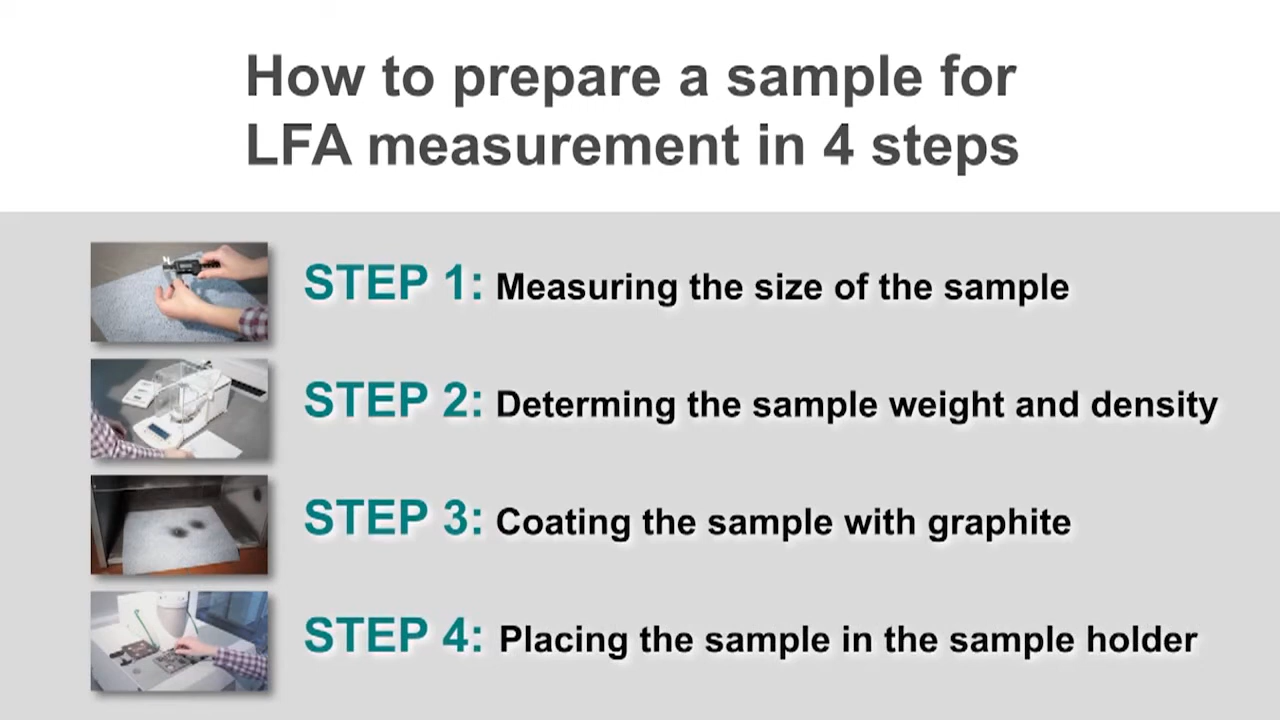 How to prepare a sample for
LFA measurement in 4 steps
STEP 1: Measuring the size of the sample
STEP 2: Determing the sample weight and density
STEP 3: Coating the sample with graphite
STEP 4: Placing the sample in the sample holder